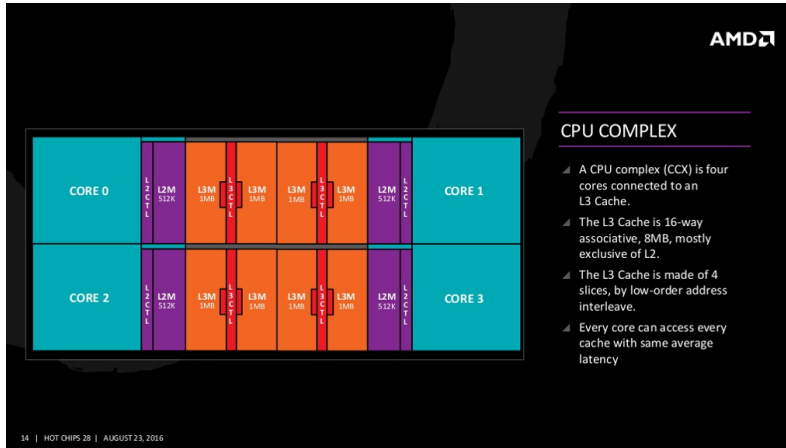 AMD
CPU COMPLEX
A CPU complex (CCX) is four
cores connected to an
L3 Cache.
The L3 Cache is 16-way
associative, 8MB, mostly
exclusive of L2.
The L3 Cache is made of 4
slices, by low-order address
interleave.
Every core can access every
cache with same average
latency
CORE 0
L2CTL
L2M
512K
L3M
1MB
L3CTL
L3M
1MB
L3M
1MB
L3CTL
L3M
1MB
L2M
512K
L2CTL
CORE 1
CORE 2
L2CTL
L2M
512K
L3M
1MB
L3CTL
L3M
1MB
L3M
1MB
L3CTL
L3M
1MB
L2M
512K
L2CTL
CORE 3
14 | HOT CHIPS 28 | AUGUST 23, 2016